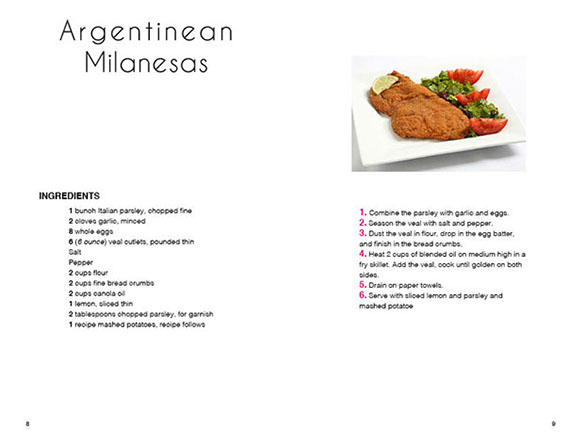 Argentinean
Milanesas
INGREDIENTS
1 bunch Italian parsley, chopped fine
2 cloves garlic, minced
8 whole eggs
6 (6 ounce) veal cutlets, pounded thin
Salt
Pepper
2 cups flour
2 cups fine bread crumbs
2 cups canola oil
1 lemon, sliced thin
2 tablespoons chopped parsley, for garnish
1 recipe mashed potatoes, recipe follows
8
1. Combine the parsley with garlic and eggs.
2. Season the veal with salt and pepper.
3. Dust the veal in flour, drop in the egg batter,
and finish in the bread crumbs.
4. Heat 2 cups of blended oil on medium high in a
fry skillet. Add the veal, cook until golden on both
sides.
5. Drain on paper towels.
6. Serve with sliced lemon and parsley and
mashed potatoe
9